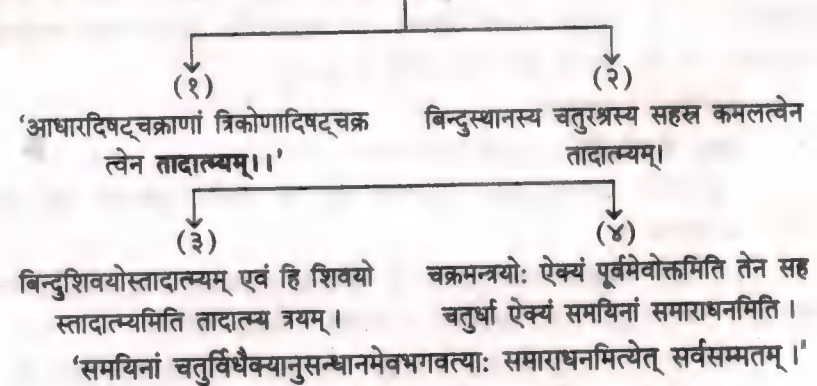 (१)
‘आधारदिषट्चक्राणां त्रिकोणादिषट्चक्र
त्वेन तादात्म्यम्।।’
(२)
बिन्दुस्थानस्य चतुरश्रस्य सहस्र कमलत्वेन
तादात्म्यम्।
(३)
बिन्दुशिवयोस्तादात्म्यम् एवं हि शिवयो
स्तादात्म्यमिति तादात्म्य त्रयम् ।
(४)
चक्रमन्त्रयोः ऐक्यं पूर्वमेवोक्तमिति तेन सह
चतुर्धा ऐक्यं समयिनां समाराधनमिति ।
‘समयिनां चतुर्विधैक्यानुसन्धानमेवभगवत्याः समाराधनमित्येत् सर्वसम्मतम् ।’